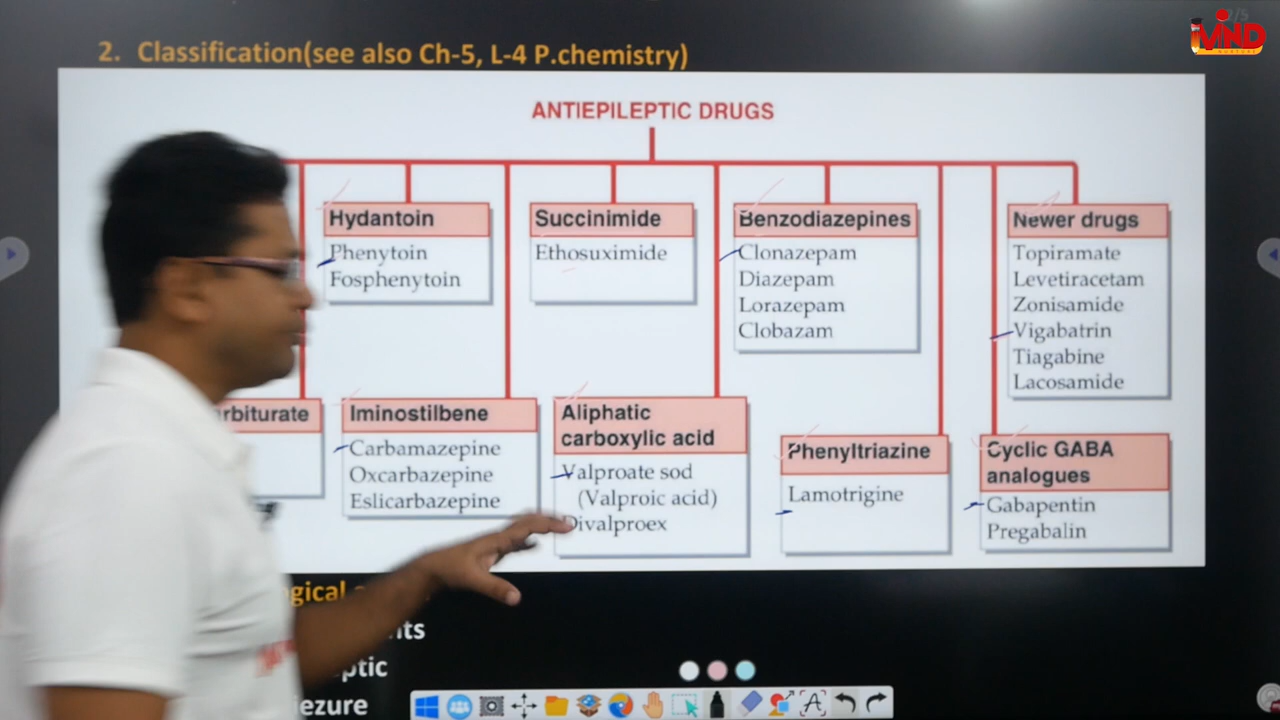 2. Classification(see also Ch-5, L-4 P.chemistry)
ANTIEPILEPTIC DRUGS
Hydantoin
Phenytoin
Fosphenytoin
Succinimide
Ethosuximide
Benzodiazepines
Clonazepam
Diazepam
Lorazepam
Clobazam
Newer drugs
Topiramate
Levetiracetam
Zonisamide
Vigabatrin
Tiagabine
Lacosamide
rbiturate
Iminostilbene
Carbamazepine
Oxcarbazepine
Eslicarbazepine
Aliphatic
carboxylic acid
Valproate sod
(Valproic acid)
Divalproex
Phenyltriazine
Lamotrigine
Cyclic GABA
analogues
Gabapentin
Pregabalin
gical
nts
ptic
eizure